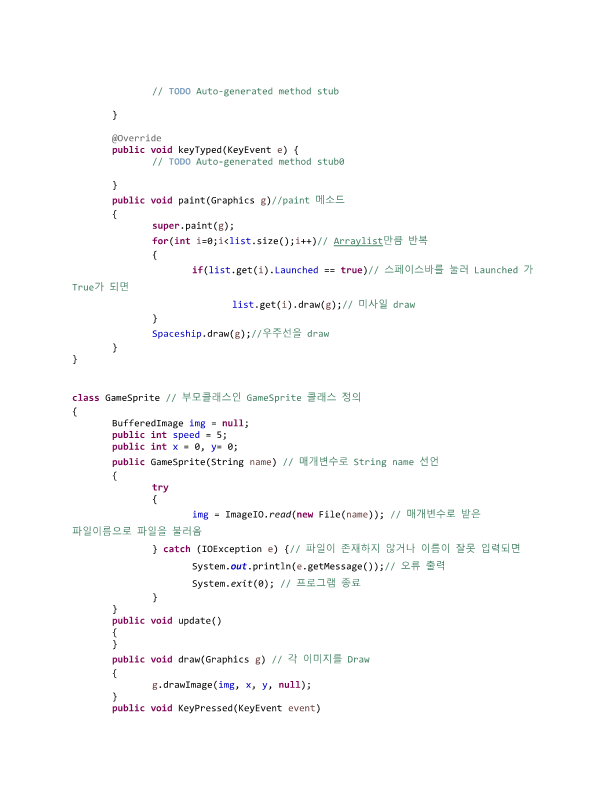 // TODO Auto-generated method stub
}
@Override
public void keyTyped(KeyEvent e) {
// TODO Auto-generated method stub0
}
public void paint(Graphics g)//paint 메소드
{
super.paint(g);
for(int i=0;i<list.size();i++)// Arraylist만큼 반복
{
if(list.get(i).Launched == true)// 스페이스바를 눌러 Launched 가
True가 되면
list.get(i).draw(g);// 미사일 draw
}
Spaceship.draw(g);//우주선을 draw
}
}
class GameSprite // 부모클래스인 GameSprite 클래스 정의
{
BufferedImage img = null;
public int speed = 5;
public int x = 0, y= 0;
public GameSprite(String name) // 매개변수로 String name 선언
{
try
{
img = ImageIO.read(new File(name)); // 매개변수로 받은
파일이름으로 파일을 불러옴
} catch (IOException e) {// 파일이 존재하지 않거나 이름이 잘못 입력되면
System.out.println(e.getMessage());// 오류 출력
System.exit(0); // 프로그램 종료
}
}
public void update()
{
}
public void draw(Graphics g) // 각 이미지를 Draw
{
g.drawImage(img, x, y, null);
}
public void KeyPressed(KeyEvent event)